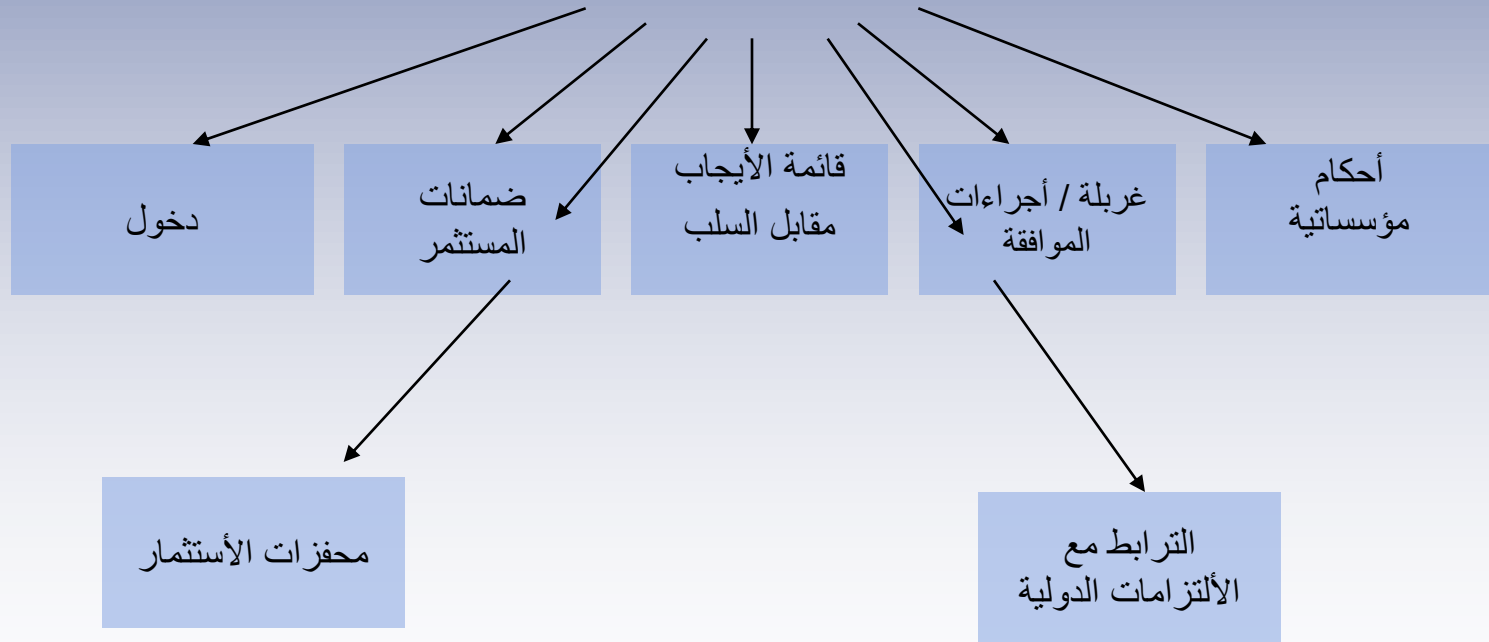 أحكام
مؤسساتية
غربلة / أجراءات
الموافقة
قائمة الأيجاب
مقابل السلب
ضمانات
المستثمر
دخول
الترابط مع
الألتزامات الدولية
محفزات الأستثمار